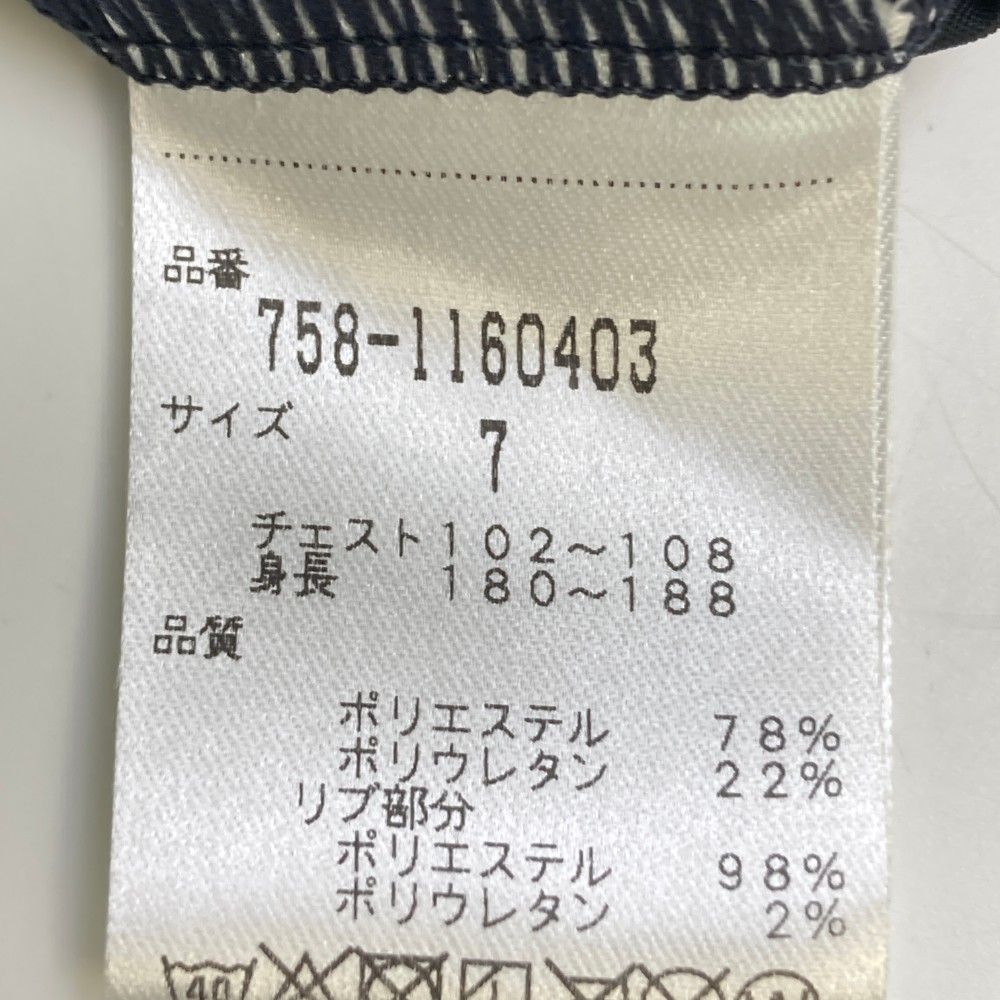 品番
758-1160403
サイズ 7
チェスト102~108
身長 180~188
品質
ポリエステル 78%
ポリウレタン 22%
リブ部分
ポリエステル 98%
ポリウレタン 2%
40